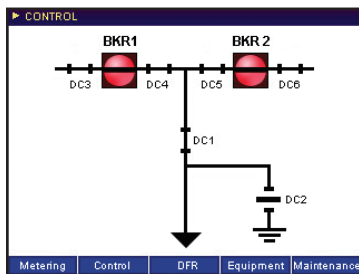 CONTROL
BKR1 BKR 2
DC3 DC4 DC5 DC6
DC1
DC2
Metering Control DFR Equipment Maintenance